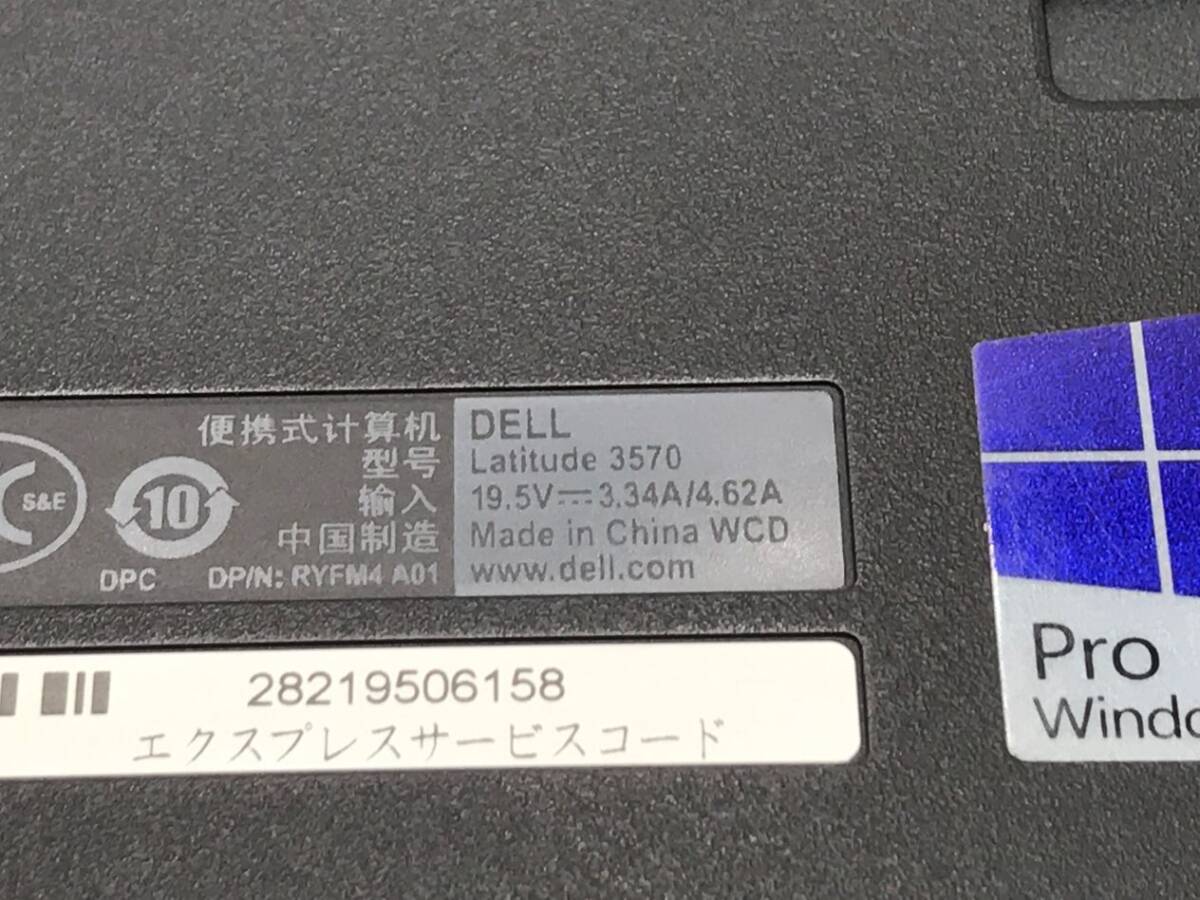 便携式计算机 DELL
型号 Latitude 3570
输入 19.5V⎓3.34A/4.62A
中国制造 Made in China WCD
DPC DP/N: RYFM4 A01 www.dell.com
S&E
10
28219506158
エクスプレスサービスコード
Pro